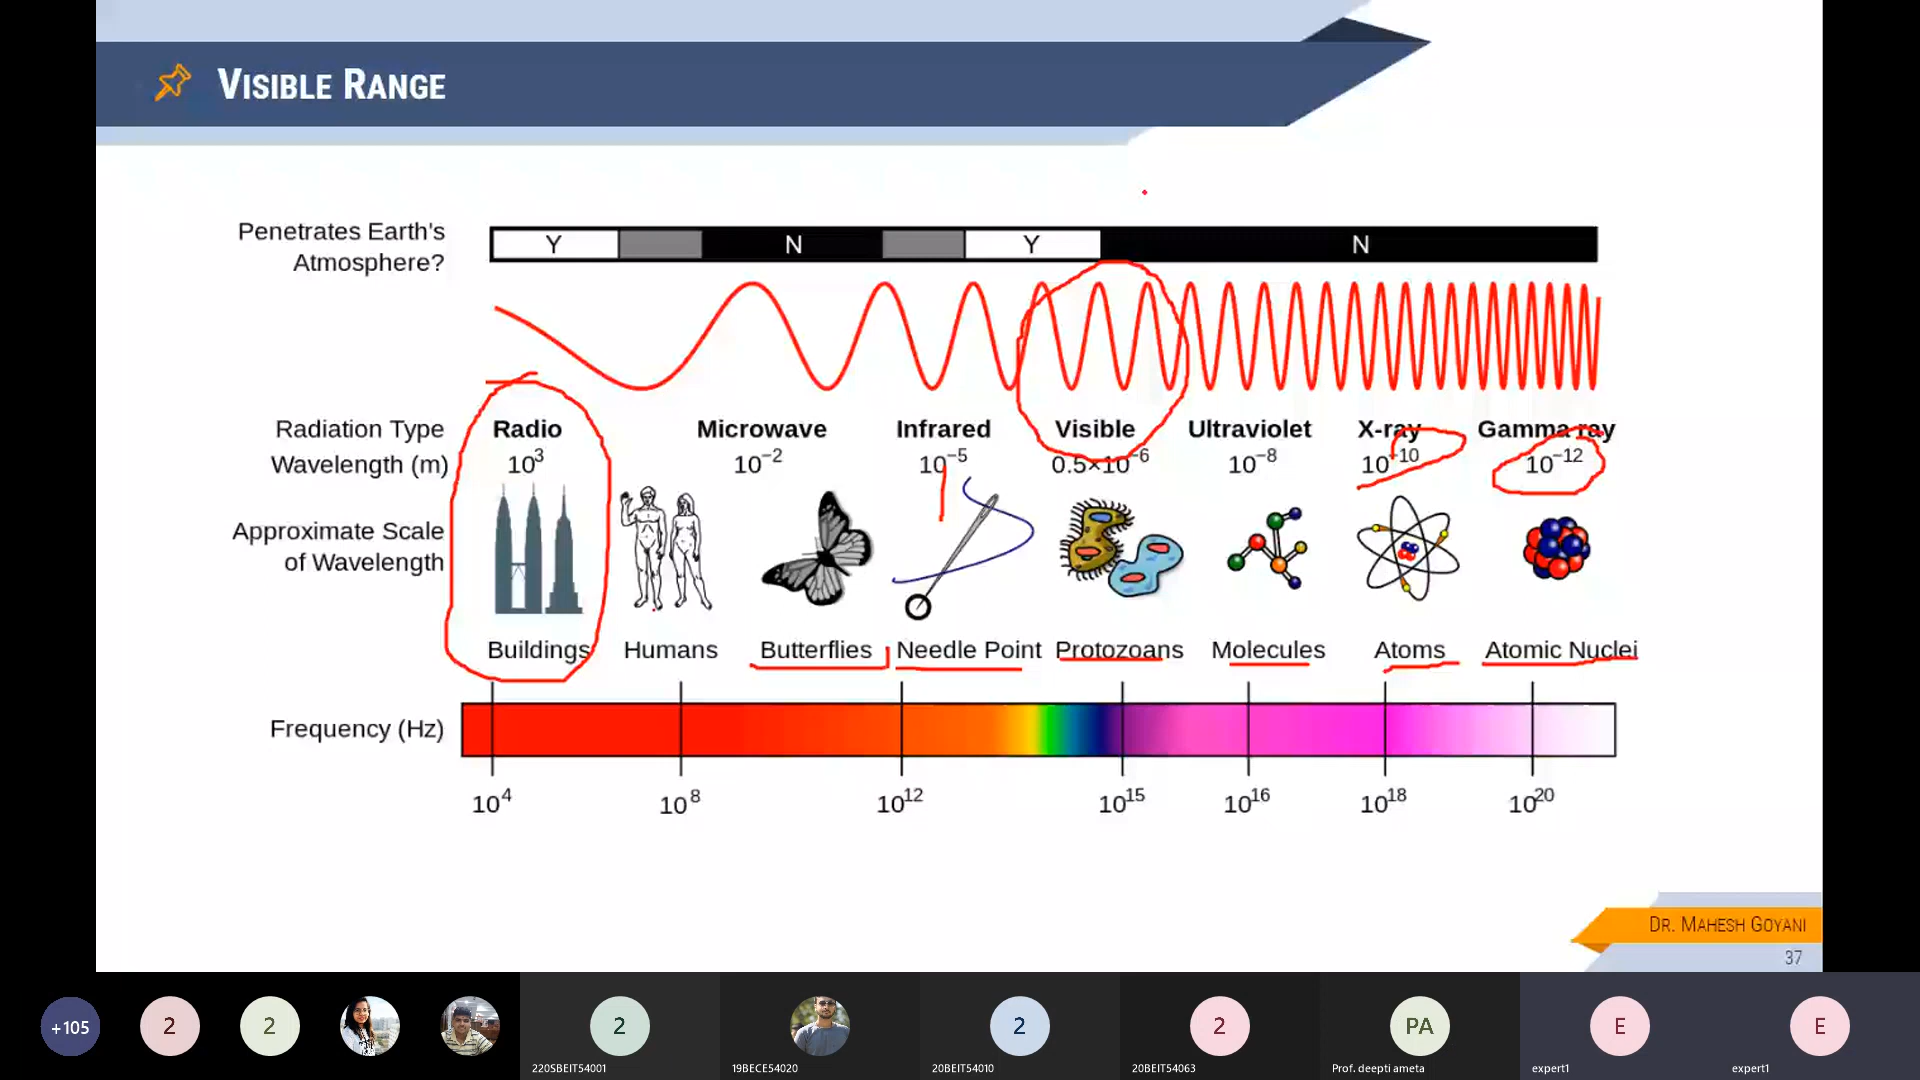 VISIBLE RANGE
Penetrates Earth's
Atmosphere?
Y N Y N
Radiation Type Radio Microwave Infrared Visible Ultraviolet X-ray Gamma ray
Wavelength (m) 10³ 10⁻² 10⁻⁵ 0.5×10⁻⁶ 10⁻⁸ 10⁻¹⁰ 10⁻¹²
Approximate Scale
of Wavelength
Buildings Humans Butterflies Needle Point Protozoans Molecules Atoms Atomic Nuclei
Frequency (Hz)
10⁴ 10⁸ 10¹² 10¹⁵ 10¹⁶ 10¹⁸ 10²⁰
DR. MAHESH GOYANI
37
+105 2 2 2 2 2 PA E E
220SBEIT54001 19BECE54020 20BEIT54010 20BEIT54063 Prof. deepti ameta expert1 expert1